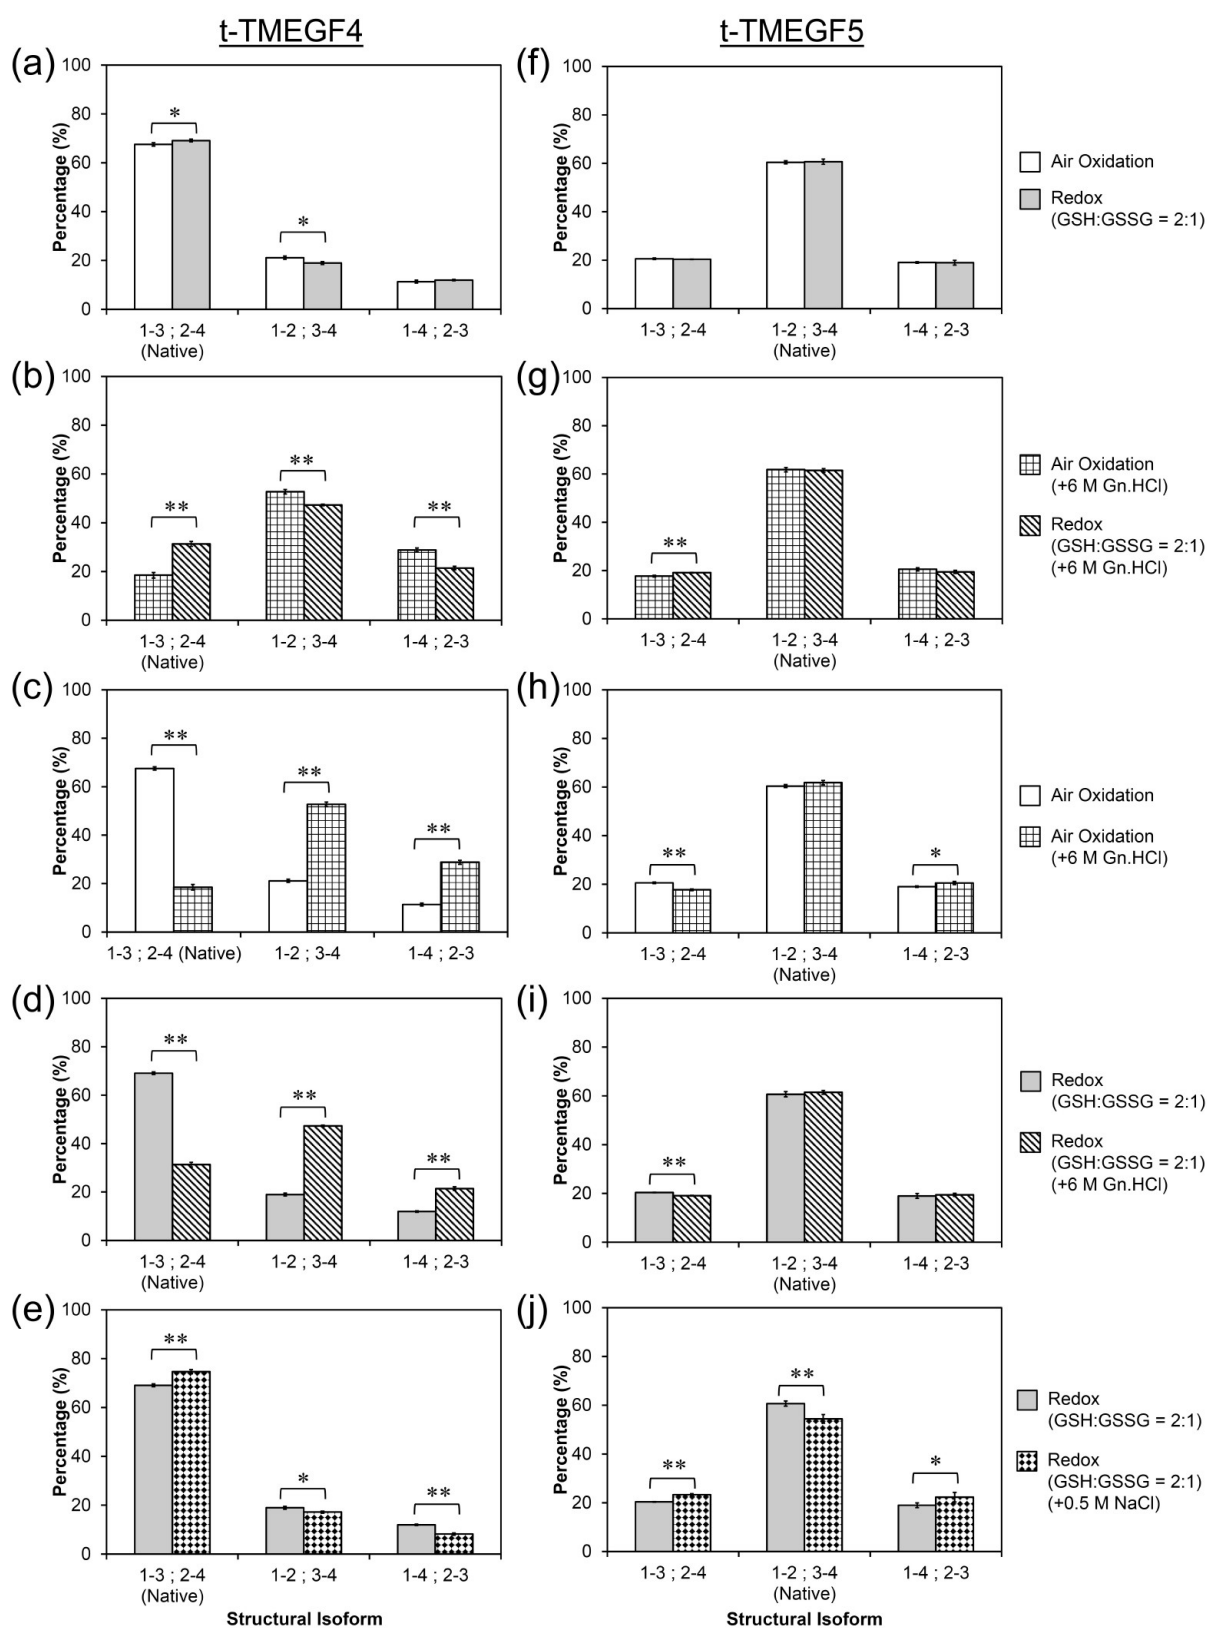 t-TMEGF4
t-TMEGF5
(a)
100
80
60
40
20
0
Percentage (%)
*
*
1-3 ; 2-4
(Native)
1-2 ; 3-4
1-4 ; 2-3
(f)
100
80
60
40
20
0
Percentage (%)
1-3 ; 2-4
1-2 ; 3-4
(Native)
1-4 ; 2-3
Air Oxidation
Redox
(GSH:GSSG = 2:1)
(b)
100
80
60
40
20
0
Percentage (%)
**
**
**
1-3 ; 2-4
(Native)
1-2 ; 3-4
1-4 ; 2-3
(g)
100
80
60
40
20
0
Percentage (%)
**
1-3 ; 2-4
1-2 ; 3-4
(Native)
1-4 ; 2-3
Air Oxidation
(+6 M Gn.HCl)
Redox
(GSH:GSSG = 2:1)
(+6 M Gn.HCl)
(c)
100
80
60
40
20
0
Percentage (%)
**
**
**
1-3 ; 2-4 (Native)
1-2 ; 3-4
1-4 ; 2-3
(h)
100
80
60
40
20
0
Percentage (%)
**
*
1-3 ; 2-4
1-2 ; 3-4
(Native)
1-4 ; 2-3
Air Oxidation
Air Oxidation
(+6 M Gn.HCl)
(d)
100
80
60
40
20
0
Percentage (%)
**
**
**
1-3 ; 2-4
(Native)
1-2 ; 3-4
1-4 ; 2-3
(i)
100
80
60
40
20
0
Percentage (%)
**
1-3 ; 2-4
1-2 ; 3-4
(Native)
1-4 ; 2-3
Redox
(GSH:GSSG = 2:1)
Redox
(GSH:GSSG = 2:1)
(+6 M Gn.HCl)
(e)
100
80
60
40
20
0
Percentage (%)
**
*
**
1-3 ; 2-4
(Native)
1-2 ; 3-4
1-4 ; 2-3
Structural Isoform
(j)
100
80
60
40
20
0
Percentage (%)
**
**
*
1-3 ; 2-4
1-2 ; 3-4
(Native)
1-4 ; 2-3
Structural Isoform
Redox
(GSH:GSSG = 2:1)
Redox
(GSH:GSSG = 2:1)
(+0.5 M NaCl)